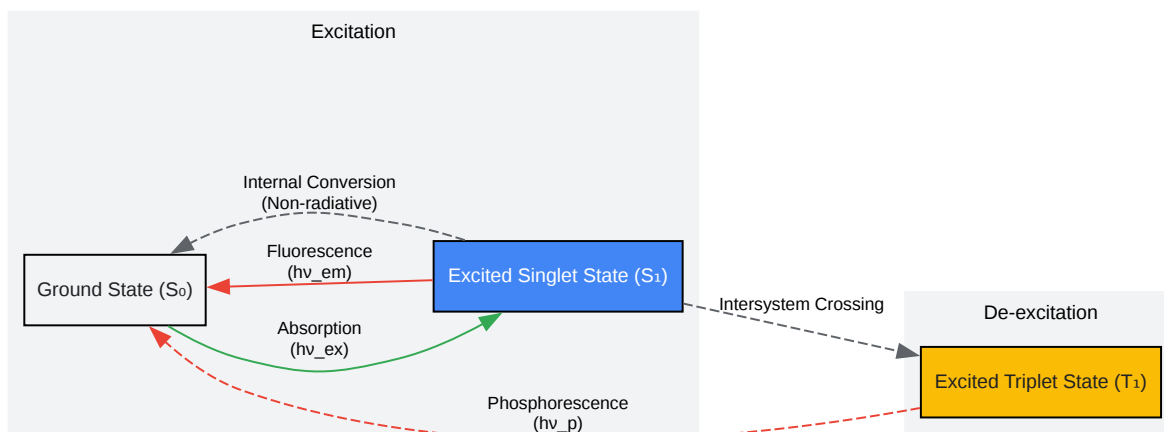 Excitation
Internal Conversion
(Non-radiative)
Fluorescence
(hν_em)
Ground State (S₀)
Excited Singlet State (S₁)
Absorption
(hν_ex)
Intersystem Crossing
De-excitation
Excited Triplet State (T₁)
Phosphorescence
(hν_p)